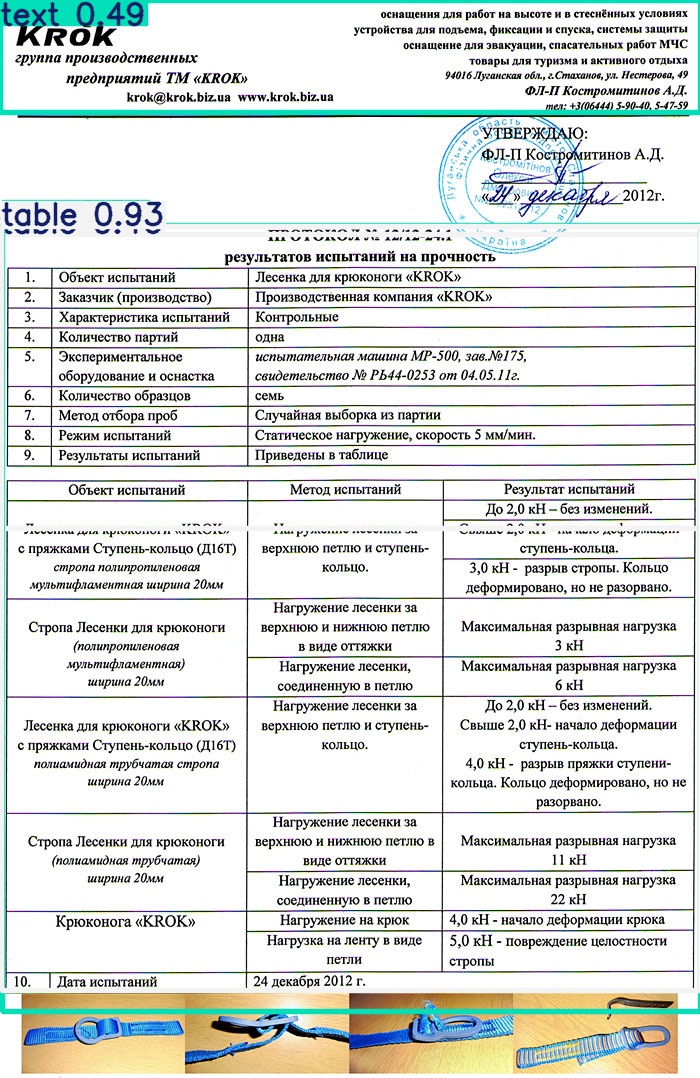 text 0.49
KROK
группа производственных
предприятий ТМ «KROK»
krok@krok.biz.ua www.krok.biz.ua
оснащения для работ на высоте и в стеснённых условиях
устройства для подъема, фиксации и спуска, системы защиты
оснащение для эвакуации, спасательных работ МЧС
товары для туризма и активного отдыха
94016 Луганская обл., г.Стаханов, ул. Нестерова, 49
ФЛ-П Костромитинов А.Д.
тел: +3(06444) 5-90-40, 5-47-59
УТВЕРЖДАЮ:
ФЛ-П Костромитинов А.Д.
«24» декабря 2012г.
table 0.93
ПРОТОКОЛ № 12/12-24.1
результатов испытаний на прочность
1. Объект испытаний Лесенка для крюконоги «KROK»
2. Заказчик (производство) Производственная компания «KROK»
3. Характеристика испытаний Контрольные
4. Количество партий одна
5. Экспериментальное испытательная машина МР-500, зав.№175,
оборудование и оснастка свидетельство № РЬ44-0253 от 04.05.11г.
6. Количество образцов семь
7. Метод отбора проб Случайная выборка из партии
8. Режим испытаний Статическое нагружение, скорость 5 мм/мин.
9. Результаты испытаний Приведены в таблице
Объект испытаний Метод испытаний Результат испытаний
Лесенка для крюконоги «KROK»
с пряжками Ступень-кольцо (Д16Т)
стропа полипропиленовая
мультифламентная ширина 20мм
Нагружение лесенки за
верхнюю петлю и ступень-
кольцо.
До 2,0 кН – без изменений.
Свыше 2,0 кН - начало деформации
ступень-кольца.
3,0 кН - разрыв стропы. Кольцо
деформировано, но не разорвано.
Стропа Лесенки для крюконоги
(полипропиленовая
мультифламентная)
ширина 20мм
Нагружение лесенки за
верхнюю и нижнюю петлю
в виде оттяжки
Максимальная разрывная нагрузка
3 кН
Нагружение лесенки,
соединенную в петлю
Максимальная разрывная нагрузка
6 кН
Лесенка для крюконоги «KROK»
с пряжками Ступень-кольцо (Д16Т)
полиамидная трубчатая стропа
ширина 20мм
Нагружение лесенки за
верхнюю петлю и ступень-
кольцо.
До 2,0 кН – без изменений.
Свыше 2,0 кН- начало деформации
ступень-кольца.
4,0 кН - разрыв пряжки ступени-
кольца. Кольцо деформировано, но не
разорвано.
Стропа Лесенки для крюконоги
(полиамидная трубчатая)
ширина 20мм
Нагружение лесенки за
верхнюю и нижнюю петлю в
виде оттяжки
Максимальная разрывная нагрузка
11 кН
Нагружение лесенки,
соединенную в петлю
Максимальная разрывная нагрузка
22 кН
Крюконога «KROK»
Нагружение на крюк
4,0 кН - начало деформации крюка
Нагрузка на ленту в виде
петли
5,0 кН - повреждение целостности
стропы
10. Дата испытаний 24 декабря 2012 г.